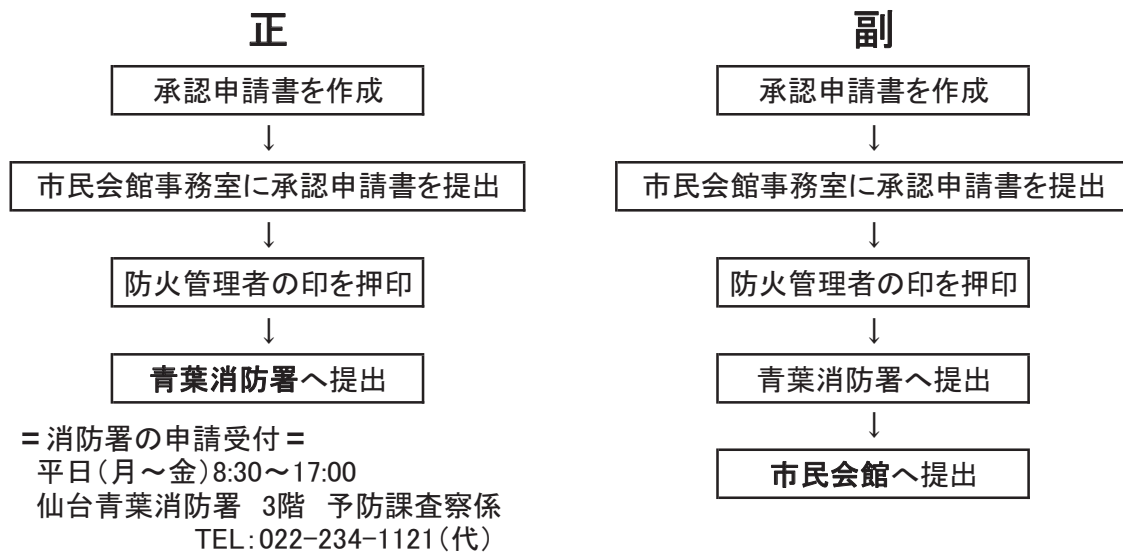 正
承認申請書を作成
↓
市民会館事務室に承認申請書を提出
↓
防火管理者の印を押印
↓
青葉消防署へ提出
=消防署の申請受付=
平日(月~金)8:30~17:00
仙台青葉消防署 3階 予防課査察係
TEL:022-234-1121(代)
副
承認申請書を作成
↓
市民会館事務室に承認申請書を提出
↓
防火管理者の印を押印
↓
青葉消防署へ提出
↓
市民会館へ提出